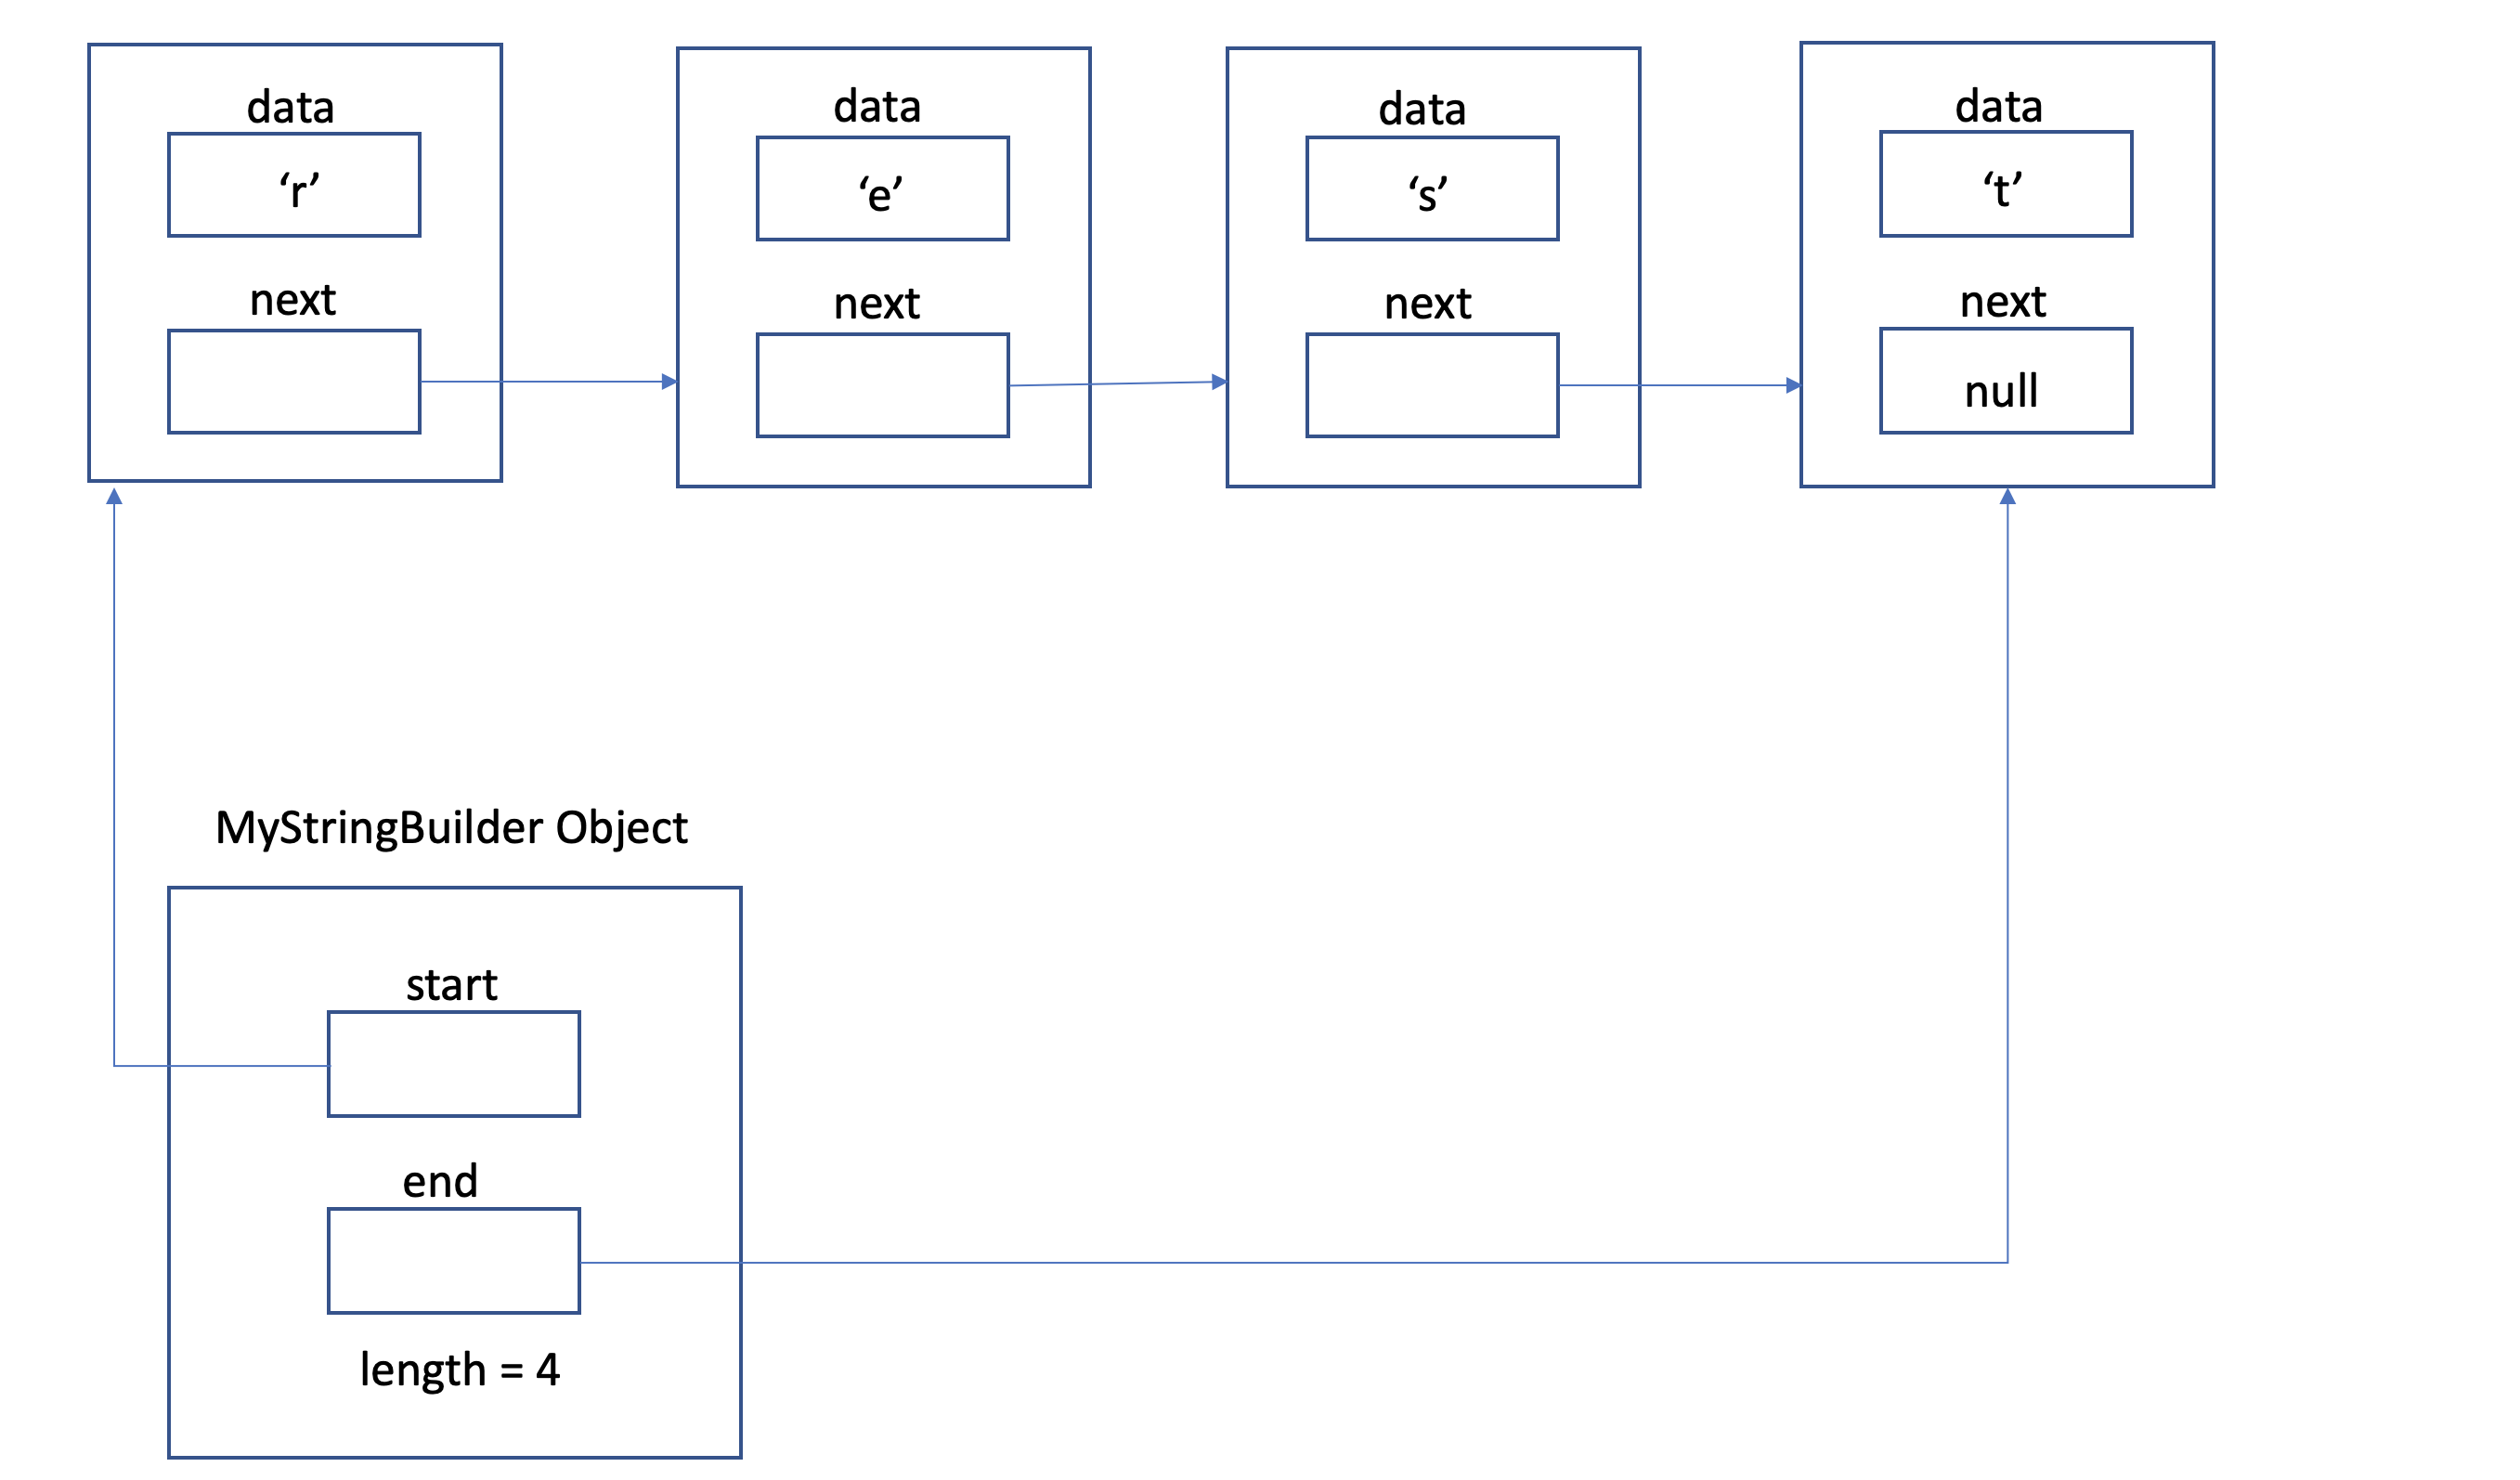 data
‘r’
next
data
‘e’
next
data
‘s’
next
data
‘t’
next
null
MyStringBuilder Object
start
end
length = 4